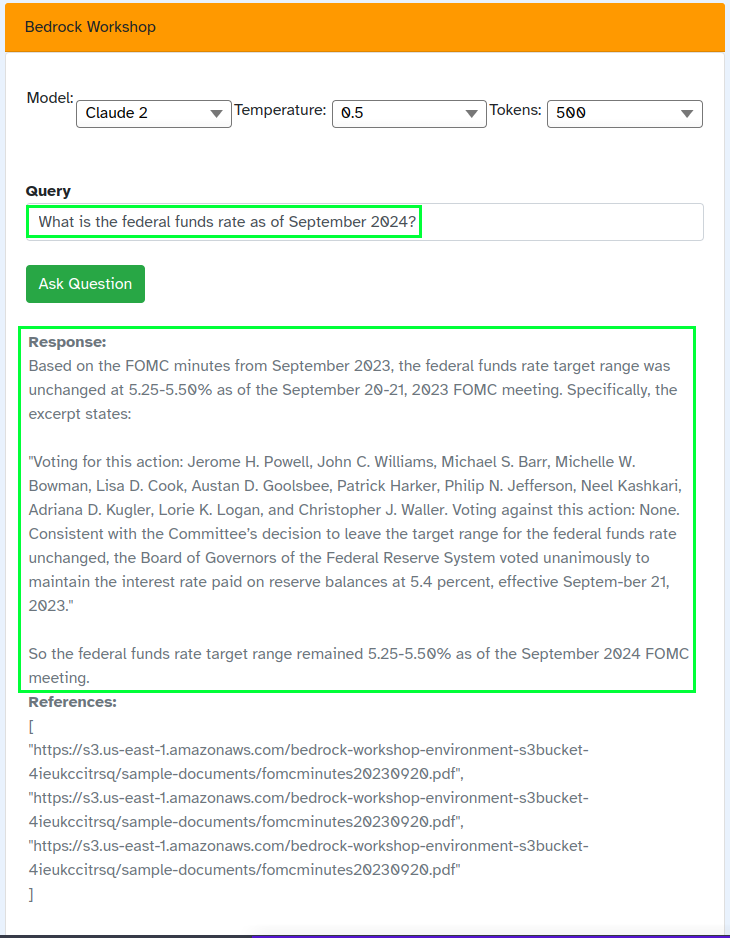 Bedrock Workshop
Model: Claude 2 Temperature: 0.5 Tokens: 500
Query
What is the federal funds rate as of September 2024?
Ask Question
Response:
Based on the FOMC minutes from September 2023, the federal funds rate target range was
unchanged at 5.25-5.50% as of the September 20-21, 2023 FOMC meeting. Specifically, the
excerpt states:
"Voting for this action: Jerome H. Powell, John C. Williams, Michael S. Barr, Michelle W.
Bowman, Lisa D. Cook, Austan D. Goolsbee, Patrick Harker, Philip N. Jefferson, Neel Kashkari,
Adriana D. Kugler, Lorie K. Logan, and Christopher J. Waller. Voting against this action: None.
Consistent with the Committee's decision to leave the target range for the federal funds rate
unchanged, the Board of Governors of the Federal Reserve System voted unanimously to
maintain the interest rate paid on reserve balances at 5.4 percent, effective Septem-ber 21,
2023."
So the federal funds rate target range remained 5.25-5.50% as of the September 2024 FOMC
meeting.
References:
[
"https://s3.us-east-1.amazonaws.com/bedrock-workshop-environment-s3bucket-
4ieukccitrsq/sample-documents/fomcminutes20230920.pdf",
"https://s3.us-east-1.amazonaws.com/bedrock-workshop-environment-s3bucket-
4ieukccitrsq/sample-documents/fomcminutes20230920.pdf",
"https://s3.us-east-1.amazonaws.com/bedrock-workshop-environment-s3bucket-
4ieukccitrsq/sample-documents/fomcminutes20230920.pdf"
]